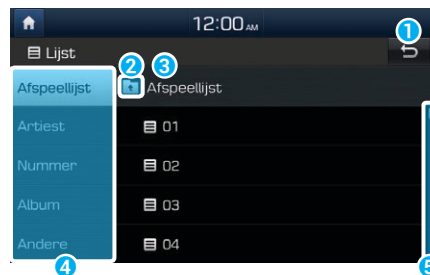 12:00 AM
1
Lijst
2 3
Afspeellijst Afspeellijst
Artiest 01
Nummer 02
Album 03
Andere 04
4 5